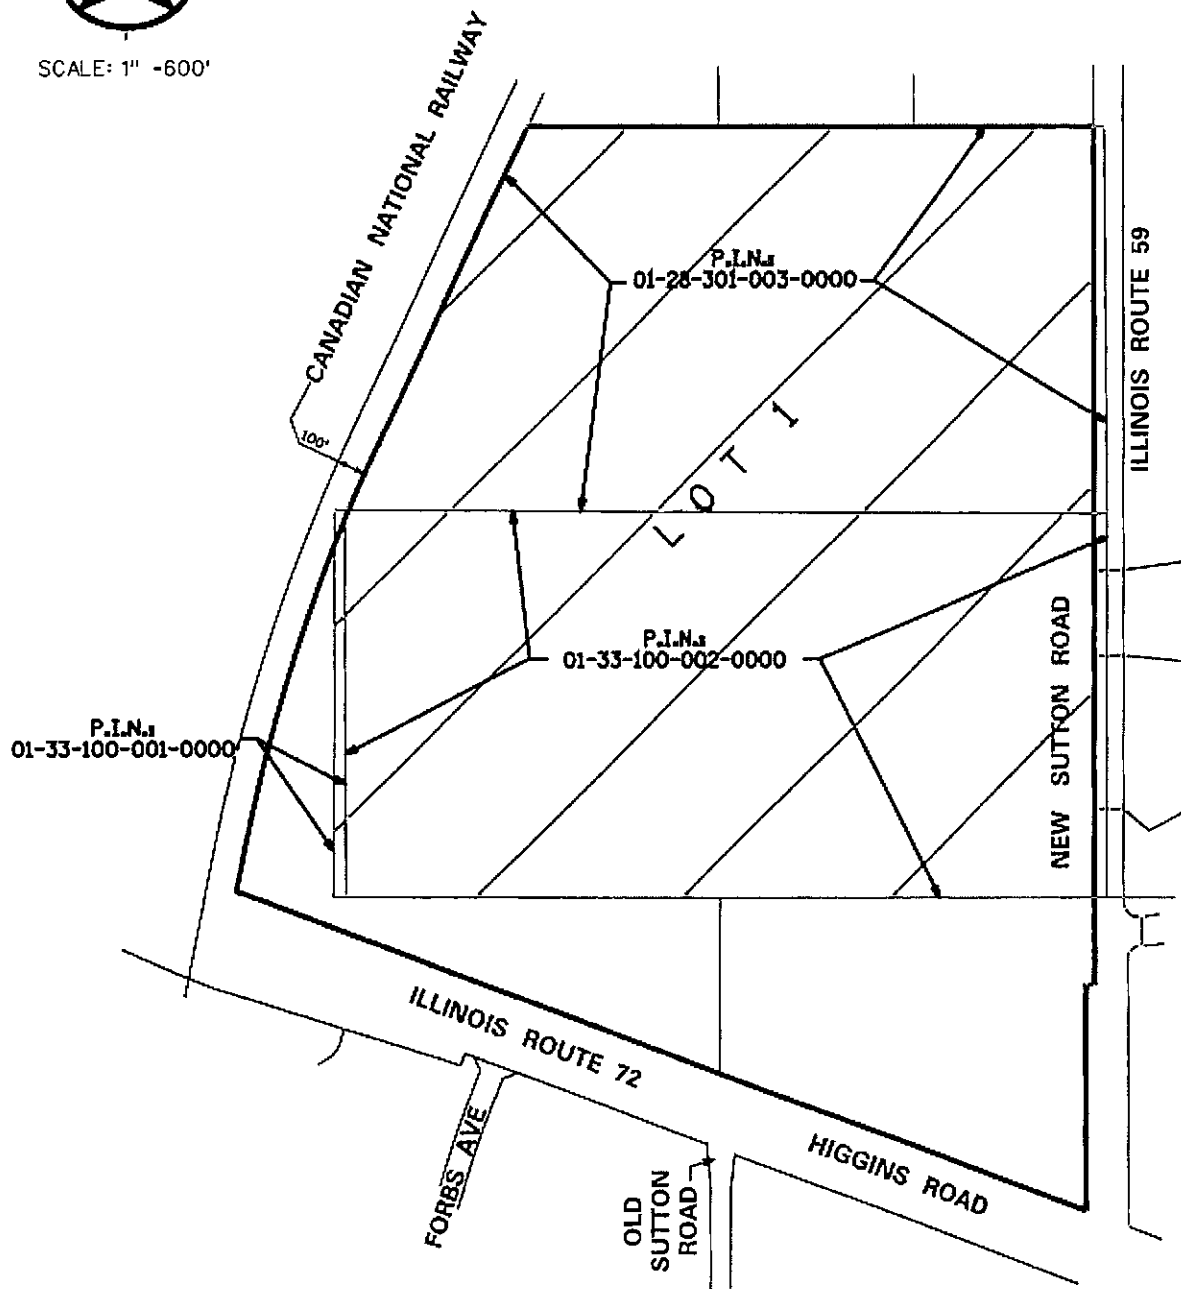 SCALE: 1" -600'
CANADIAN NATIONAL RAILWAY
100'
P.I.N.:
01-28-301-003-0000
ILLINOIS ROUTE 59
LOT 1
P.I.N.:
01-33-100-002-0000
NEW SUTTON ROAD
P.I.N.:
01-33-100-001-0000
ILLINOIS ROUTE 72
HIGGINS ROAD
FORBS AVE
OLD
SUTTON
ROAD